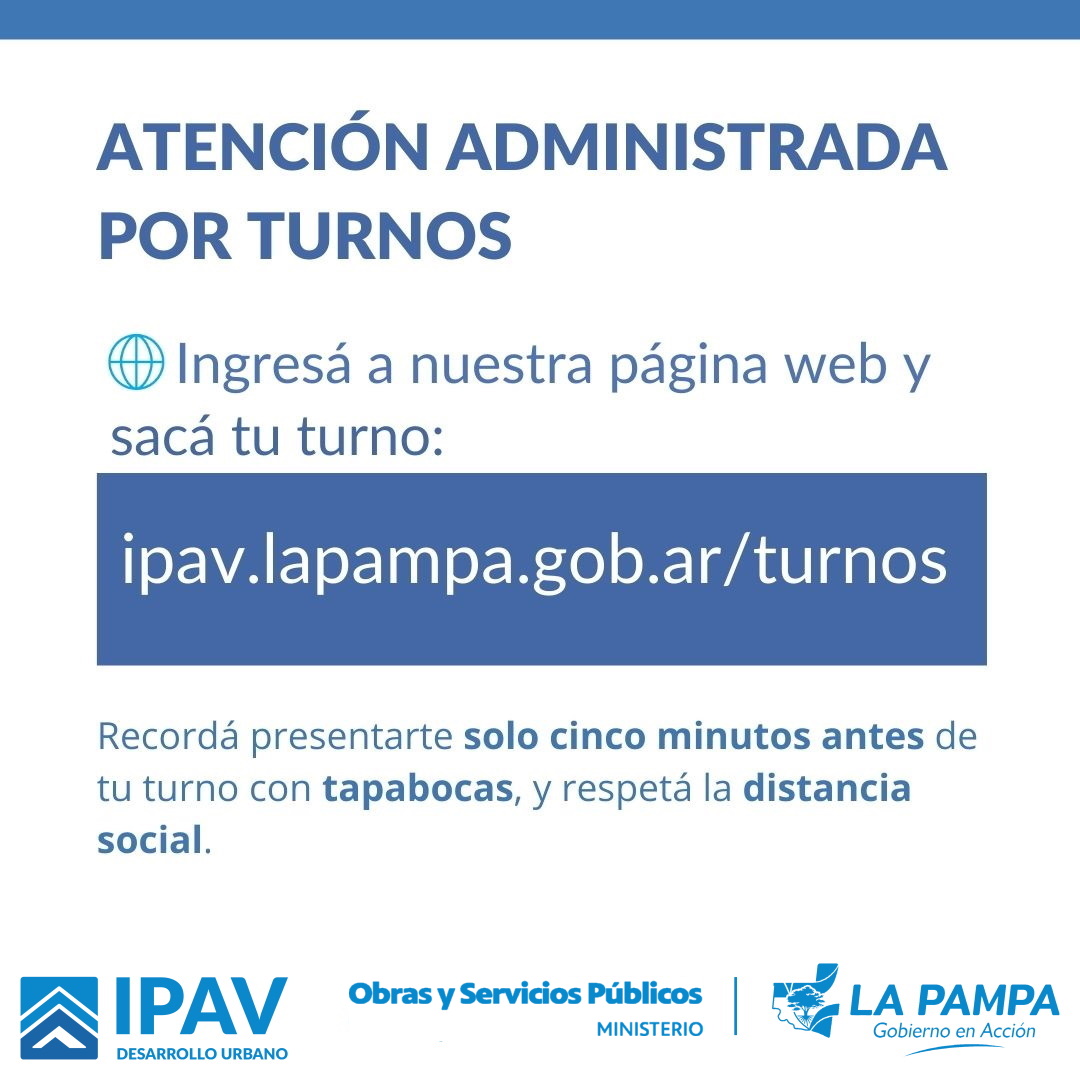 ATENCIÓN ADMINISTRADA
POR TURNOS
Ingresá a nuestra página web y
sacá tu turno:
ipav.lapampa.gob.ar/turnos
Recordá presentarte solo cinco minutos antes de
tu turno con tapabocas, y respetá la distancia
social.
IPAV
DESARROLLO URBANO
Obras y Servicios Públicos
MINISTERIO
LA PAMPA
Gobierno en Acción